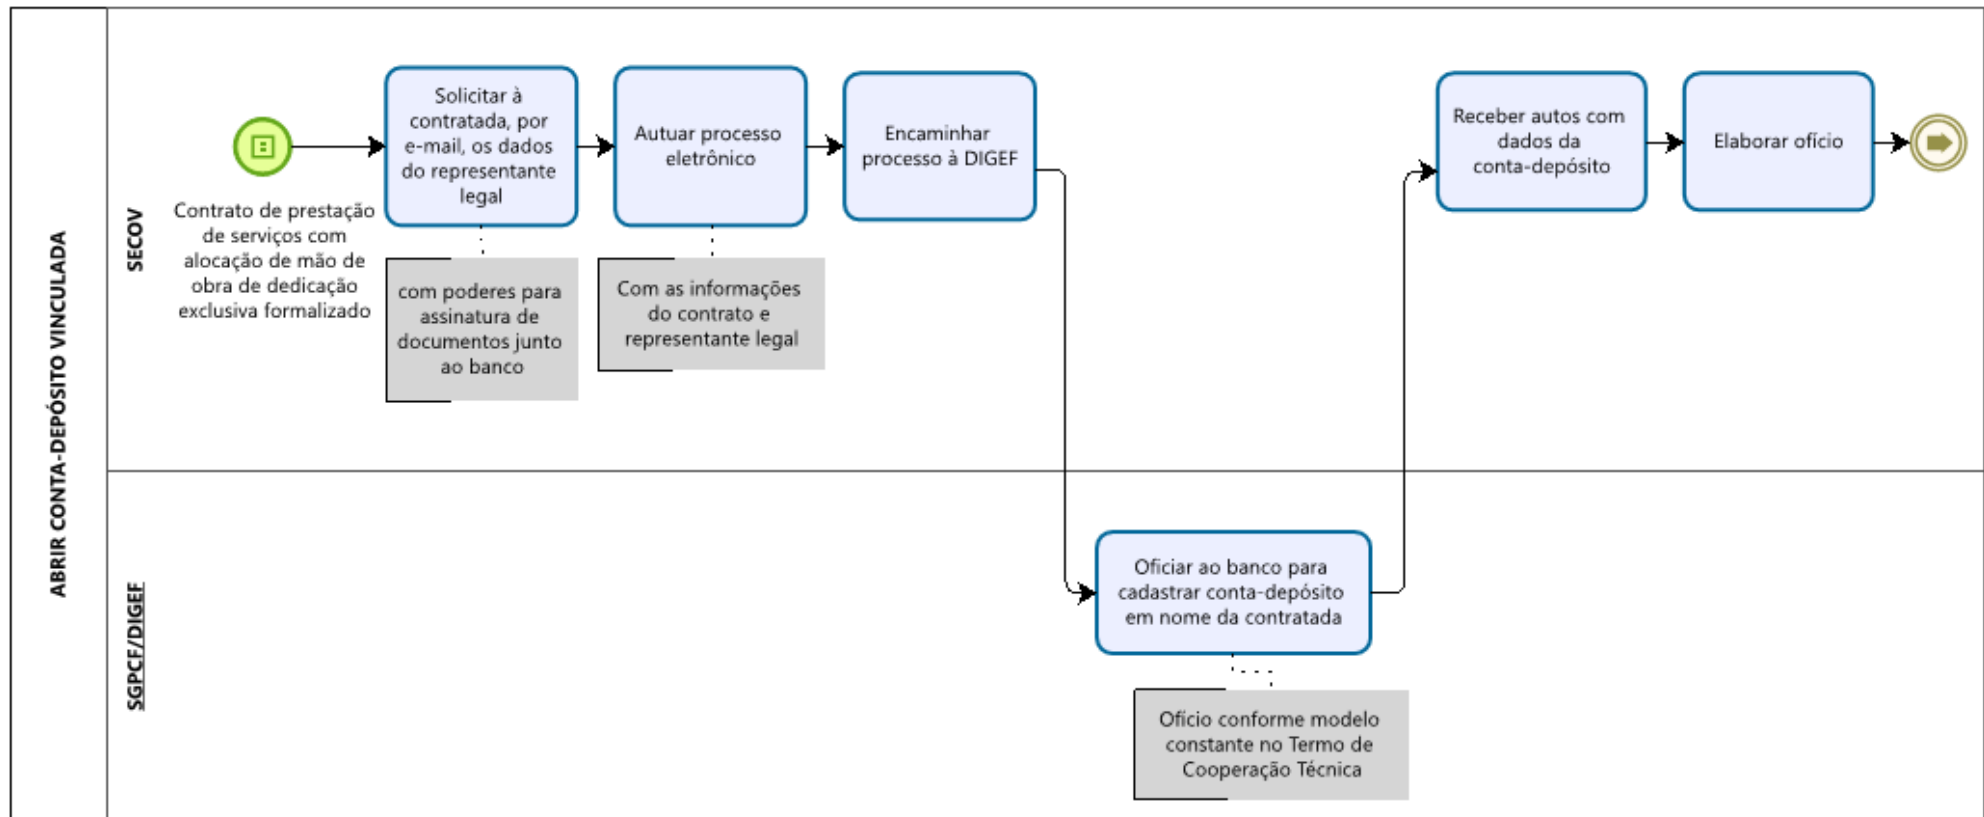 ABRIR CONTA-DEPÓSITO VINCULADA
SECOV
Contrato de prestação
de serviços com
alocação de mão de
obra de dedicação
exclusiva formalizado
Solicitar à
contratada, por
e-mail, os dados
do representante
legal
com poderes para
assinatura de
documentos junto
ao banco
Autuar processo
eletrônico
Com as informações
do contrato e
representante legal
Encaminhar
processo à DIGEF
Receber autos com
dados da
conta-depósito
Elaborar ofício
SGPCF/DIGEF
Oficiar ao banco para
cadastrar conta-depósito
em nome da contratada
Ofício conforme modelo
constante no Termo de
Cooperação Técnica